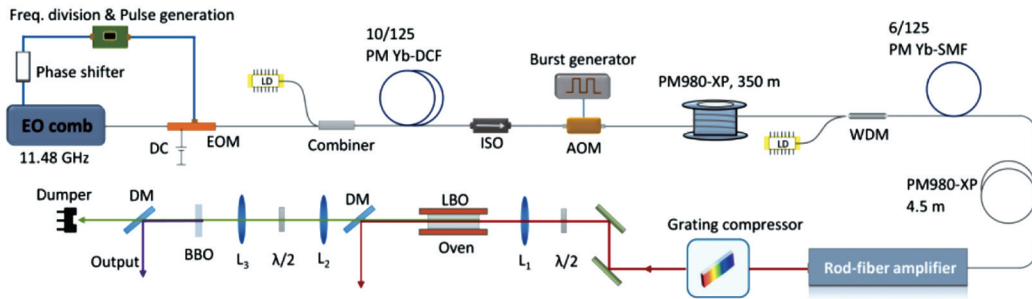 Freq. division & Pulse generation
Phase shifter
EO comb
11.48 GHz
DC
EOM
LD
Combiner
10/125
PM Yb-DCF
ISO
Burst generator
AOM
PM980-XP, 350 m
LD
WDM
6/125
PM Yb-SMF
PM980-XP
4.5 m
Rod-fiber amplifier
Grating compressor
λ/2
L1
LBO
Oven
DM
L2
λ/2
L3
BBO
DM
Output
Dumper